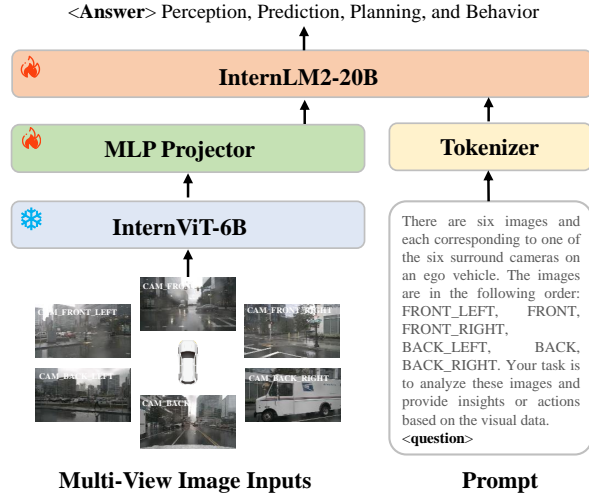 <Answer> Perception, Prediction, Planning, and Behavior
InternLM2-20B
MLP Projector
Tokenizer
InternViT-6B
There are six images and
each corresponding to one of
the six surround cameras on
an ego vehicle. The images
are in the following order:
FRONT_LEFT, FRONT,
FRONT_RIGHT,
BACK_LEFT, BACK,
BACK_RIGHT. Your task is
to analyze these images and
provide insights or actions
based on the visual data.
<question>
CAM_FRONT
CAM_FRONT_LEFT
CAM_FRONT_RIGHT
CAM_BACK_LEFT
CAM_BACK_RIGHT
CAM_BACK
Multi-View Image Inputs
Prompt